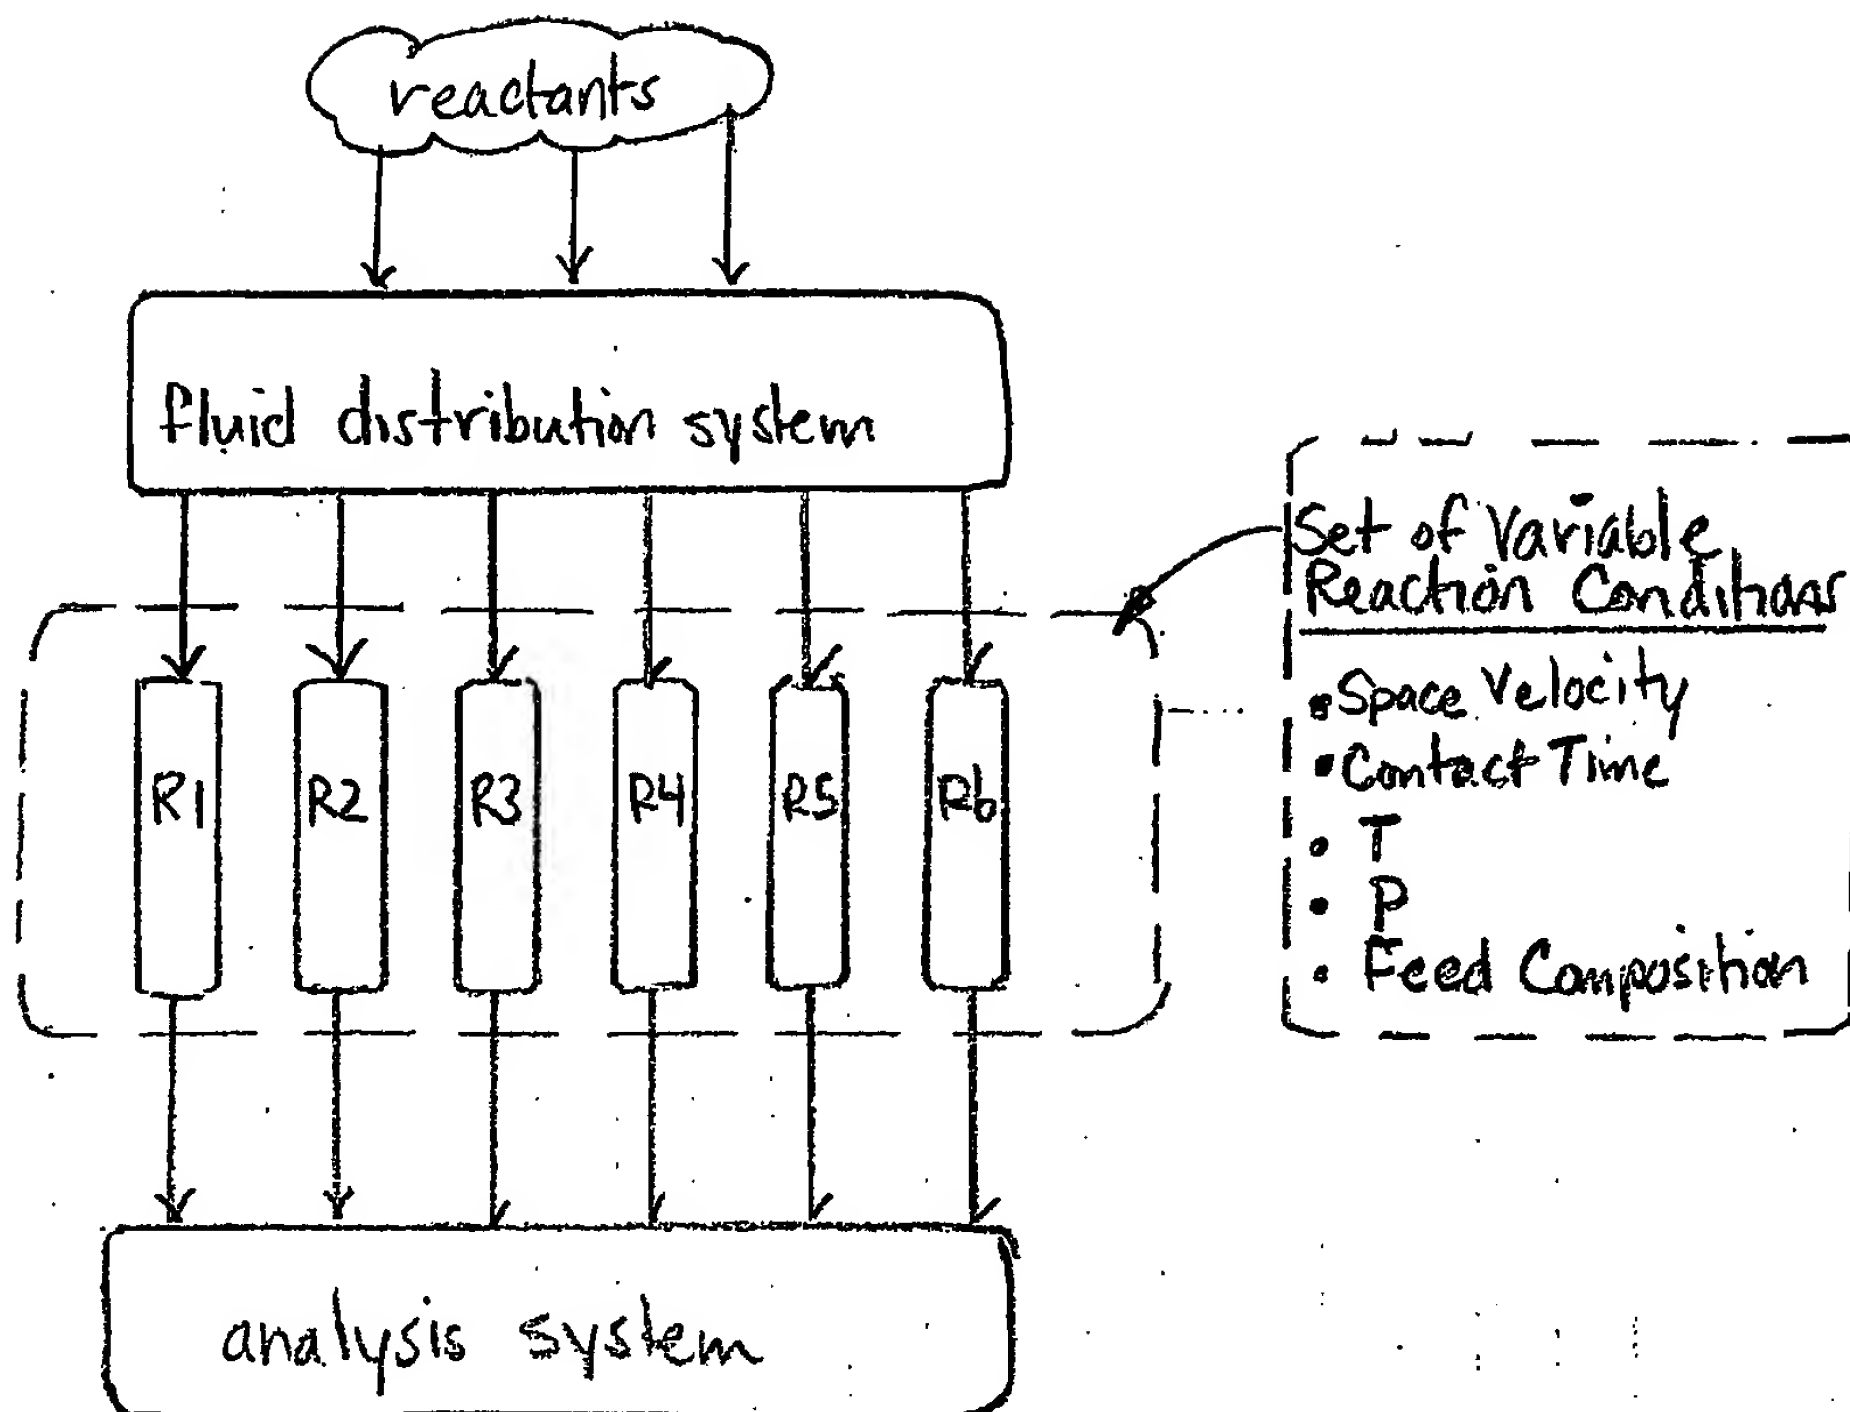 reactants
fluid distribution system
Set of Variable
Reaction Conditions
• Space Velocity
• Contact Time
• T
• P
• Feed Composition
R1 R2 R3 R4 R5 R6
analysis system